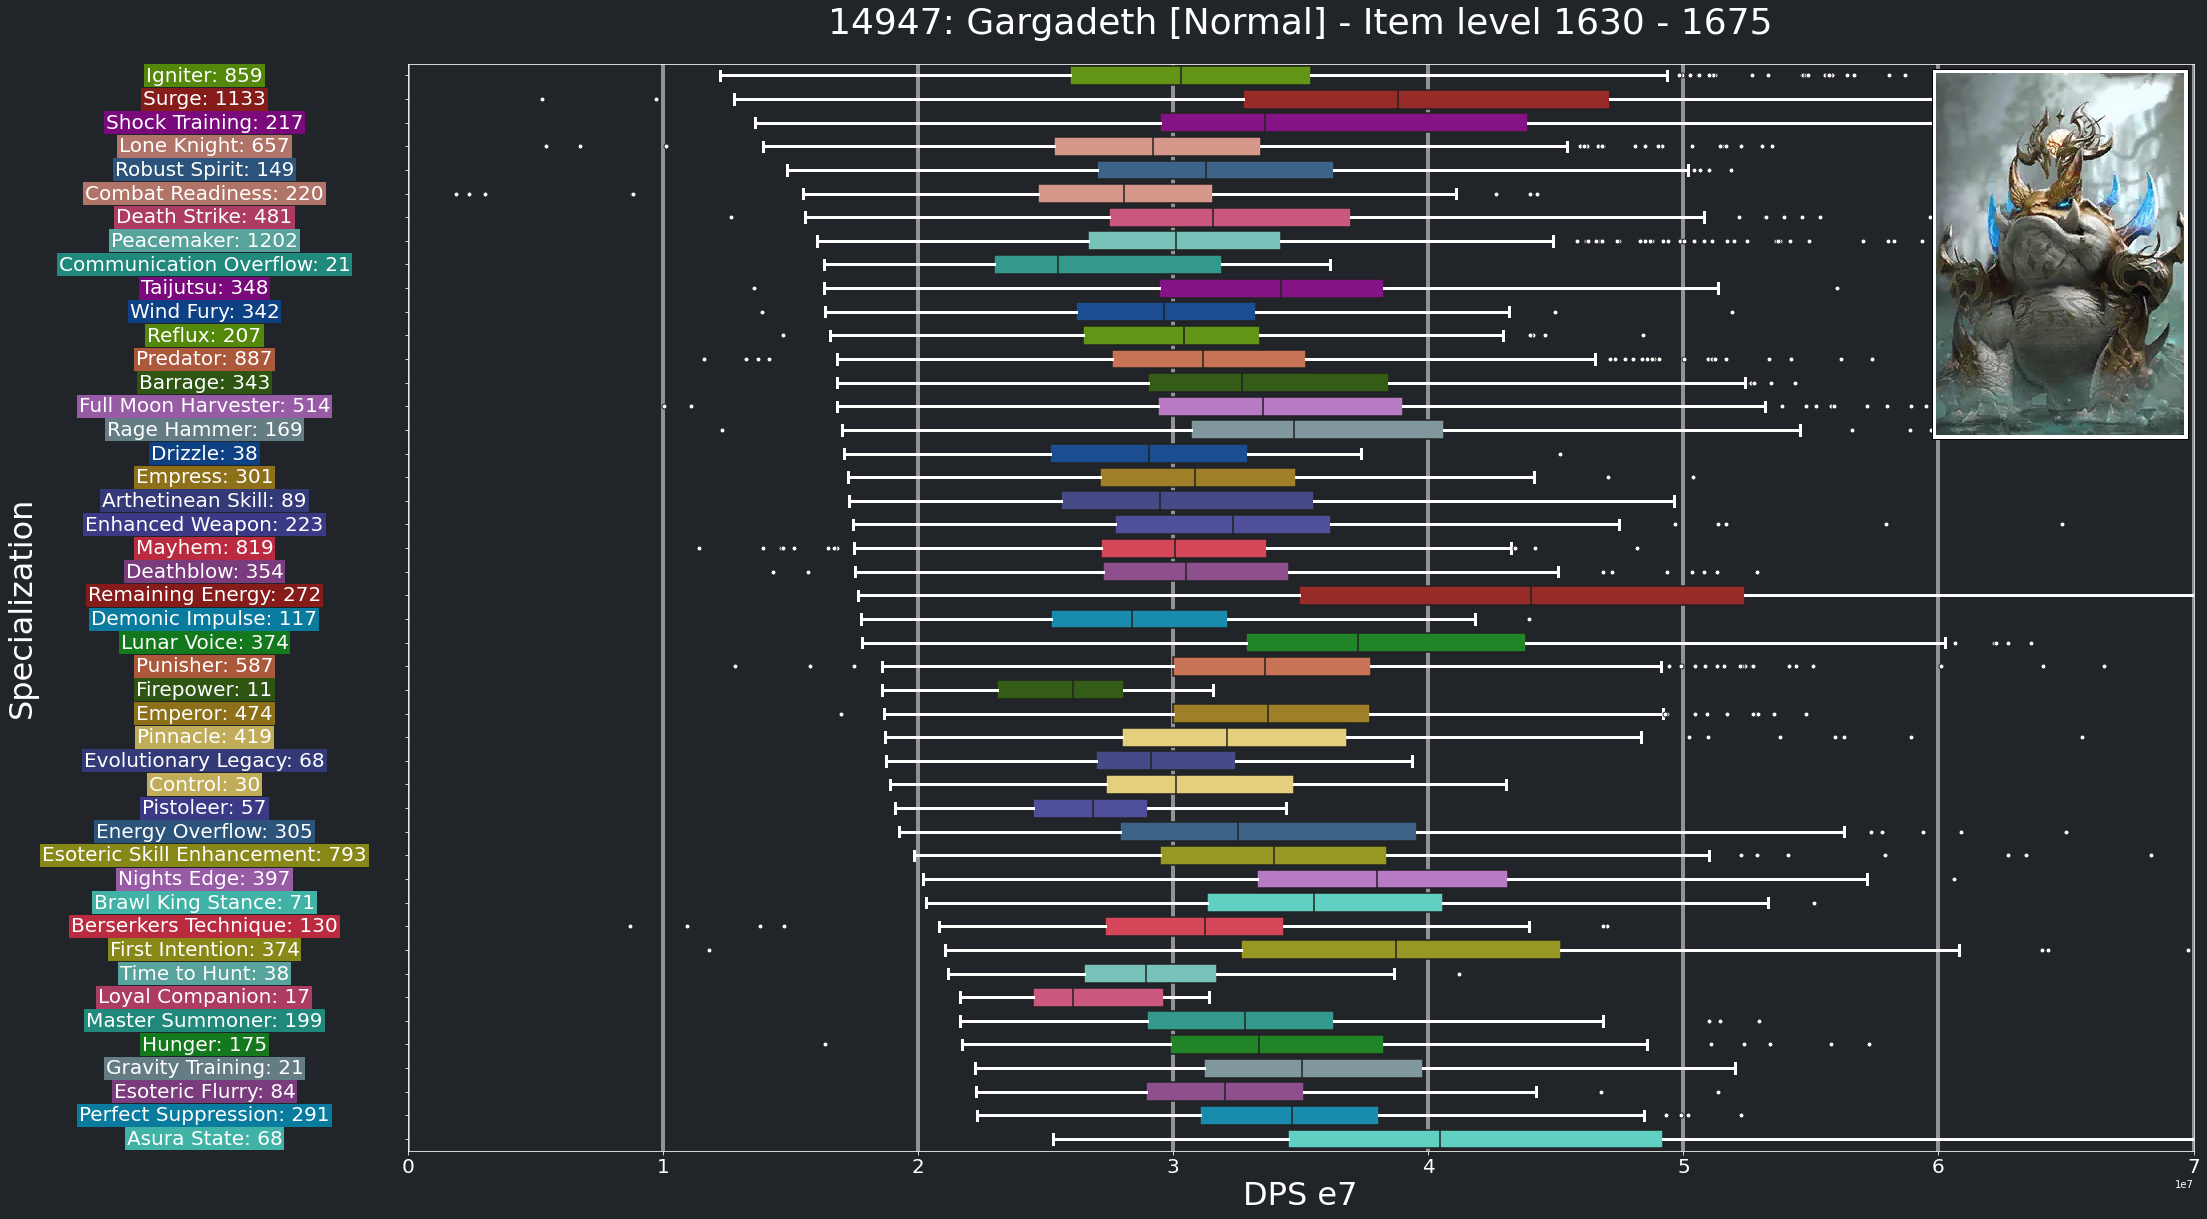 14947: Gargadeth [Normal] - Item level 1630 - 1675
Specialization
Igniter: 859
Surge: 1133
Shock Training: 217
Lone Knight: 657
Robust Spirit: 149
Combat Readiness: 220
Death Strike: 481
Peacemaker: 1202
Communication Overflow: 21
Taijutsu: 348
Wind Fury: 342
Reflux: 207
Predator: 887
Barrage: 343
Full Moon Harvester: 514
Rage Hammer: 169
Drizzle: 38
Empress: 301
Arthetinean Skill: 89
Enhanced Weapon: 223
Mayhem: 819
Deathblow: 354
Remaining Energy: 272
Demonic Impulse: 117
Lunar Voice: 374
Punisher: 587
Firepower: 11
Emperor: 474
Pinnacle: 419
Evolutionary Legacy: 68
Control: 30
Pistoleer: 57
Energy Overflow: 305
Esoteric Skill Enhancement: 793
Nights Edge: 397
Brawl King Stance: 71
Berserkers Technique: 130
First Intention: 374
Time to Hunt: 38
Loyal Companion: 17
Master Summoner: 199
Hunger: 175
Gravity Training: 21
Esoteric Flurry: 84
Perfect Suppression: 291
Asura State: 68
0 1 2 3 4 5 6 7
1e7
DPS e7